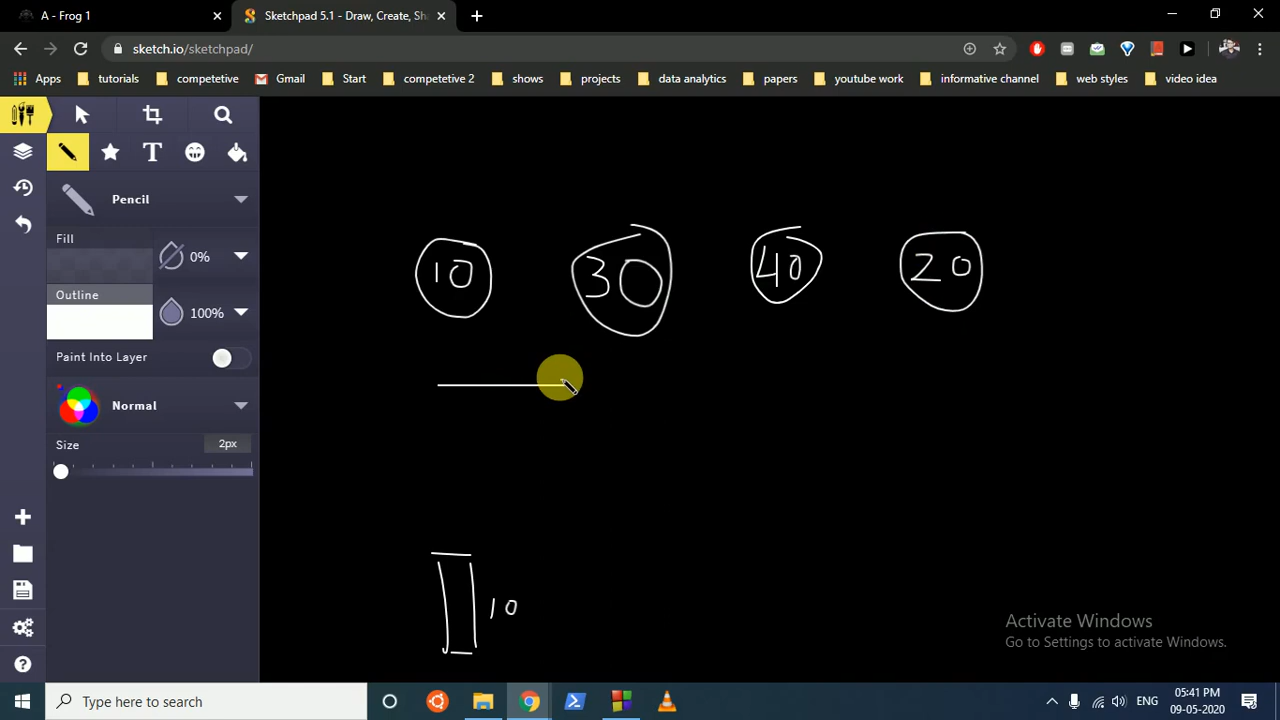 A - Frog 1
Sketchpad 5.1 - Draw, Create, Sh
sketch.io/sketchpad/
Apps tutorials competetive Gmail Start competetive 2 shows projects data analytics papers youtube work informative channel web styles video idea
Pencil
Fill
0%
Outline
100%
Paint Into Layer
Normal
Size
2px
10 30 40 20
10
Activate Windows
Go to Settings to activate Windows.
Type here to search
ENG
05:41 PM
09-05-2020